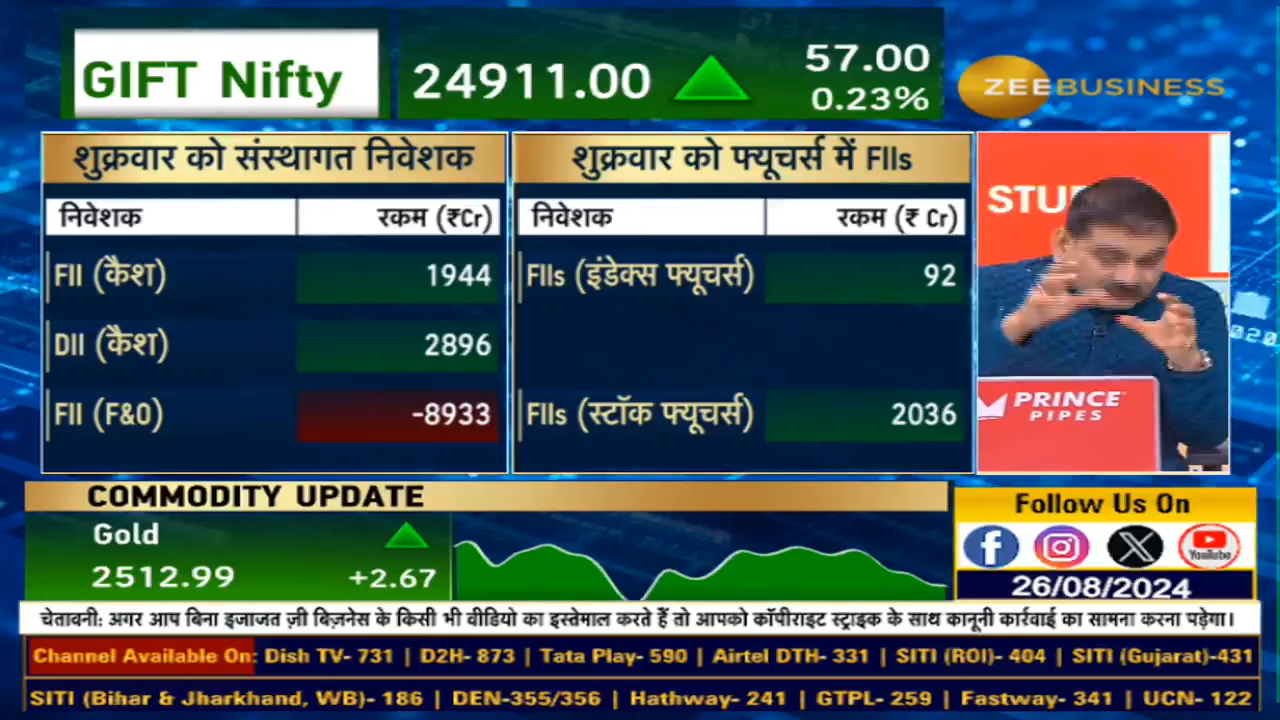 GIFT Nifty
24911.00
57.00
0.23%
ZEEBUSINESS
शुक्रवार को संस्थागत निवेशक
निवेशक रकम (₹Cr)
FII (कैश) 1944
DII (कैश) 2896
FII (F&O) -8933
शुक्रवार को फ्यूचर्स में FIIs
निवेशक रकम (₹ Cr)
FIIs (इंडेक्स फ्यूचर्स) 92
FIIs (स्टॉक फ्यूचर्स) 2036
PRINCE
PIPES
COMMODITY UPDATE
Gold
2512.99 +2.67
Follow Us On
YouTube
26/08/2024
चेतावनी: अगर आप बिना इजाजत ज़ी बिज़नेस के किसी भी वीडियो का इस्तेमाल करते हैं तो आपको कॉपीराइट स्ट्राइक के साथ कानूनी कार्रवाई का सामना करना पड़ेगा।
Channel Available On: Dish TV- 731 | D2H- 873 | Tata Play- 590 | Airtel DTH- 331 | SITI (ROI)- 404 | SITI (Gujarat)-431
SITI (Bihar & Jharkhand, WB)- 186 | DEN-355/356 | Hathway- 241 | GTPL- 259 | Fastway- 341 | UCN- 122